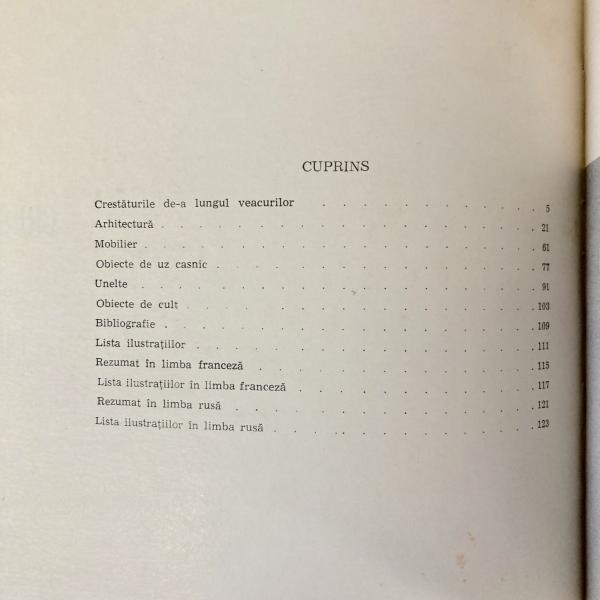 CUPRINS
Crestăturile de-a lungul veacurilor . . . . . . . . . . . 5
Arhitectură . . . . . . . . . . . . . . . . . 21
Mobilier . . . . . . . . . . . . . . . . . 61
Obiecte de uz casnic . . . . . . . . . . . . . . 77
Unelte . . . . . . . . . . . . . . . . . . 91
Obiecte de cult . . . . . . . . . . . . . . . 103
Bibliografie . . . . . . . . . . . . . . . . 109
Lista ilustrațiilor . . . . . . . . . . . . . . . 111
Rezumat în limba franceză . . . . . . . . . . . . . 115
Lista ilustrațiilor în limba franceză . . . . . . . . . . . 117
Rezumat în limba rusă . . . . . . . . . . . . . 121
Lista ilustrațiilor în limba rusă . . . . . . . . . . . . 123